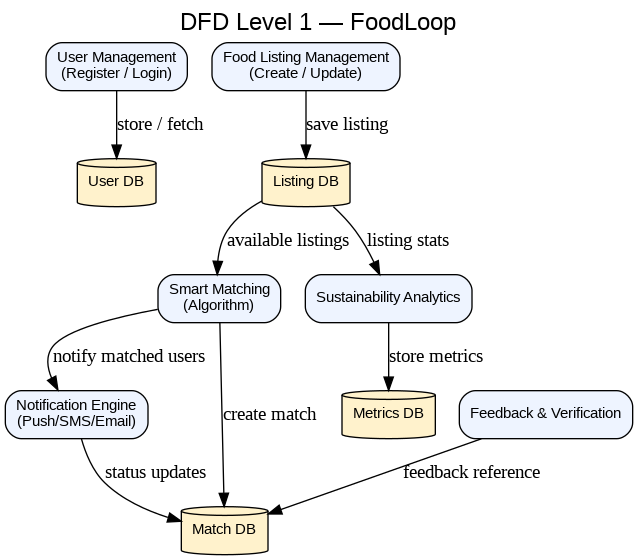 DFD Level 1 — FoodLoop
User Management
(Register / Login)
Food Listing Management
(Create / Update)
store / fetch
save listing
User DB
Listing DB
available listings
listing stats
Smart Matching
(Algorithm)
Sustainability Analytics
notify matched users
store metrics
Notification Engine
(Push/SMS/Email)
create match
Metrics DB
Feedback & Verification
status updates
feedback reference
Match DB